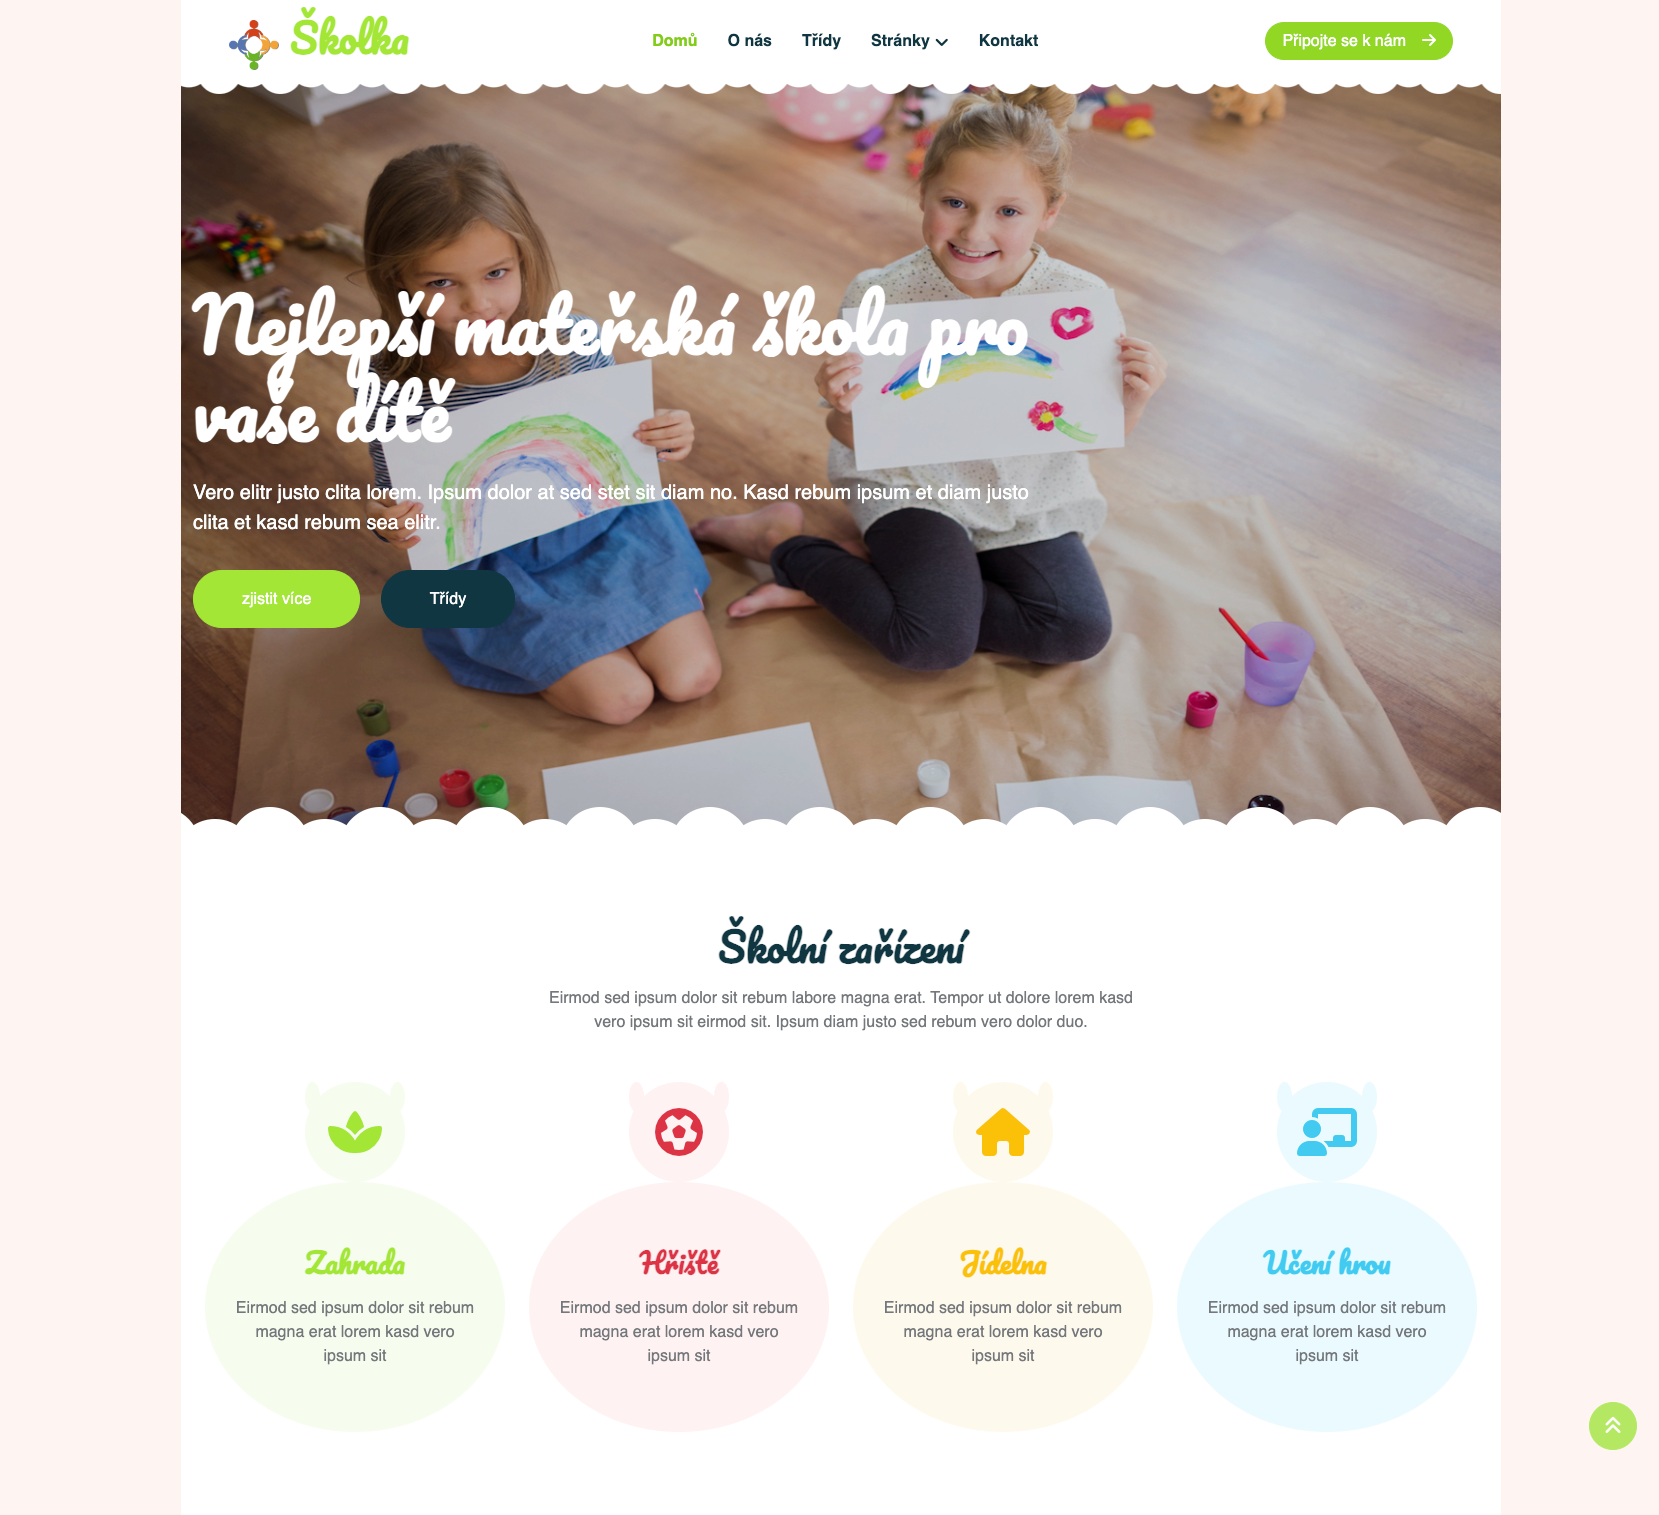 Školka
Domů
O nás
Třídy
Stránky
Kontakt
Připojte se k nám
Nejlepší mateřská škola pro
vaše dítě
Vero elitr justo clita lorem. Ipsum dolor at sed stet sit diam no. Kasd rebum ipsum et diam justo
clita et kasd rebum sea elitr.
zjistit více
Třídy
Školní zařízení
Eirmod sed ipsum dolor sit rebum labore magna erat. Tempor ut dolore lorem kasd
vero ipsum sit eirmod sit. Ipsum diam justo sed rebum vero dolor duo.
Zahrada
Eirmod sed ipsum dolor sit rebum
magna erat lorem kasd vero
ipsum sit
Hřiště
Eirmod sed ipsum dolor sit rebum
magna erat lorem kasd vero
ipsum sit
Jídelna
Eirmod sed ipsum dolor sit rebum
magna erat lorem kasd vero
ipsum sit
Učení hrou
Eirmod sed ipsum dolor sit rebum
magna erat lorem kasd vero
ipsum sit